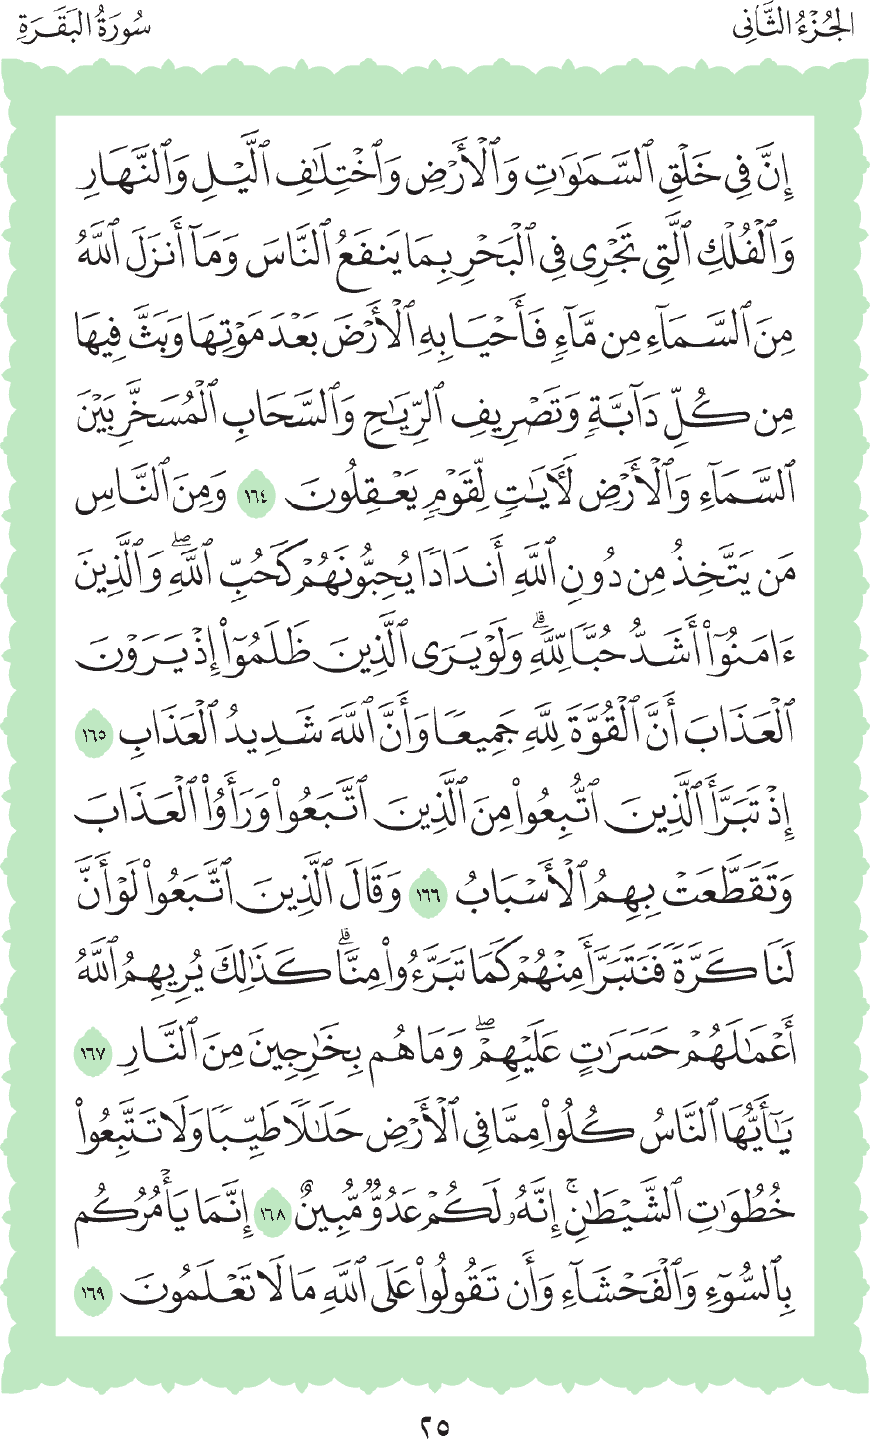 الجُزْءُ الثَّانِي
سُورَةُ البَقَرَةِ
إِنَّ فِي خَلْقِ ٱلسَّمَٰوَٰتِ وَٱلْأَرْضِ وَٱخْتِلَٰفِ ٱلَّيْلِ وَٱلنَّهَارِ
وَٱلْفُلْكِ ٱلَّتِي تَجْرِي فِي ٱلْبَحْرِ بِمَا يَنفَعُ ٱلنَّاسَ وَمَآ أَنزَلَ ٱللَّهُ
مِنَ ٱلسَّمَآءِ مِن مَّآءٍ فَأَحْيَا بِهِ ٱلْأَرْضَ بَعْدَ مَوْتِهَا وَبَثَّ فِيهَا
مِن كُلِّ دَآبَّةٍ وَتَصْرِيفِ ٱلرِّيَٰحِ وَٱلسَّحَابِ ٱلْمُسَخَّرِ بَيْنَ
ٱلسَّمَآءِ وَٱلْأَرْضِ لَءَايَٰتٍ لِّقَوْمٍ يَعْقِلُونَ ١٦٤ وَمِنَ ٱلنَّاسِ
مَن يَتَّخِذُ مِن دُونِ ٱللَّهِ أَندَادًا يُحِبُّونَهُمْ كَحُبِّ ٱللَّهِۖ وَٱلَّذِينَ
ءَامَنُوٓا۟ أَشَدُّ حُبًّا لِّلَّهِۗ وَلَوْ يَرَى ٱلَّذِينَ ظَلَمُوٓا۟ إِذْ يَرَوْنَ
ٱلْعَذَابَ أَنَّ ٱلْقُوَّةَ لِلَّهِ جَمِيعًا وَأَنَّ ٱللَّهَ شَدِيدُ ٱلْعَذَابِ ١٦٥
إِذْ تَبَرَّأَ ٱلَّذِينَ ٱتُّبِعُوا۟ مِنَ ٱلَّذِينَ ٱتَّبَعُوا۟ وَرَأَوُا۟ ٱلْعَذَابَ
وَتَقَطَّعَتْ بِهِمُ ٱلْأَسْبَابُ ١٦٦ وَقَالَ ٱلَّذِينَ ٱتَّبَعُوا۟ لَوْ أَنَّ
لَنَا كَرَّةً فَنَتَبَرَّأَ مِنْهُمْ كَمَا تَبَرَّءُوا۟ مِنَّاۗ كَذَٰلِكَ يُرِيهِمُ ٱللَّهُ
أَعْمَٰلَهُمْ حَسَرَٰتٍ عَلَيْهِمْۖ وَمَا هُم بِخَٰرِجِينَ مِنَ ٱلنَّارِ ١٦٧
يَٰٓأَيُّهَا ٱلنَّاسُ كُلُوا۟ مِمَّا فِي ٱلْأَرْضِ حَلَٰلًا طَيِّبًا وَلَا تَتَّبِعُوا۟
خُطُوَٰتِ ٱلشَّيْطَٰنِۚ إِنَّهُۥ لَكُمْ عَدُوٌّ مُّبِينٌ ١٦٨ إِنَّمَا يَأْمُرُكُم
بِٱلسُّوٓءِ وَٱلْفَحْشَآءِ وَأَن تَقُولُوا۟ عَلَى ٱللَّهِ مَا لَا تَعْلَمُونَ ١٦٩
٢٥